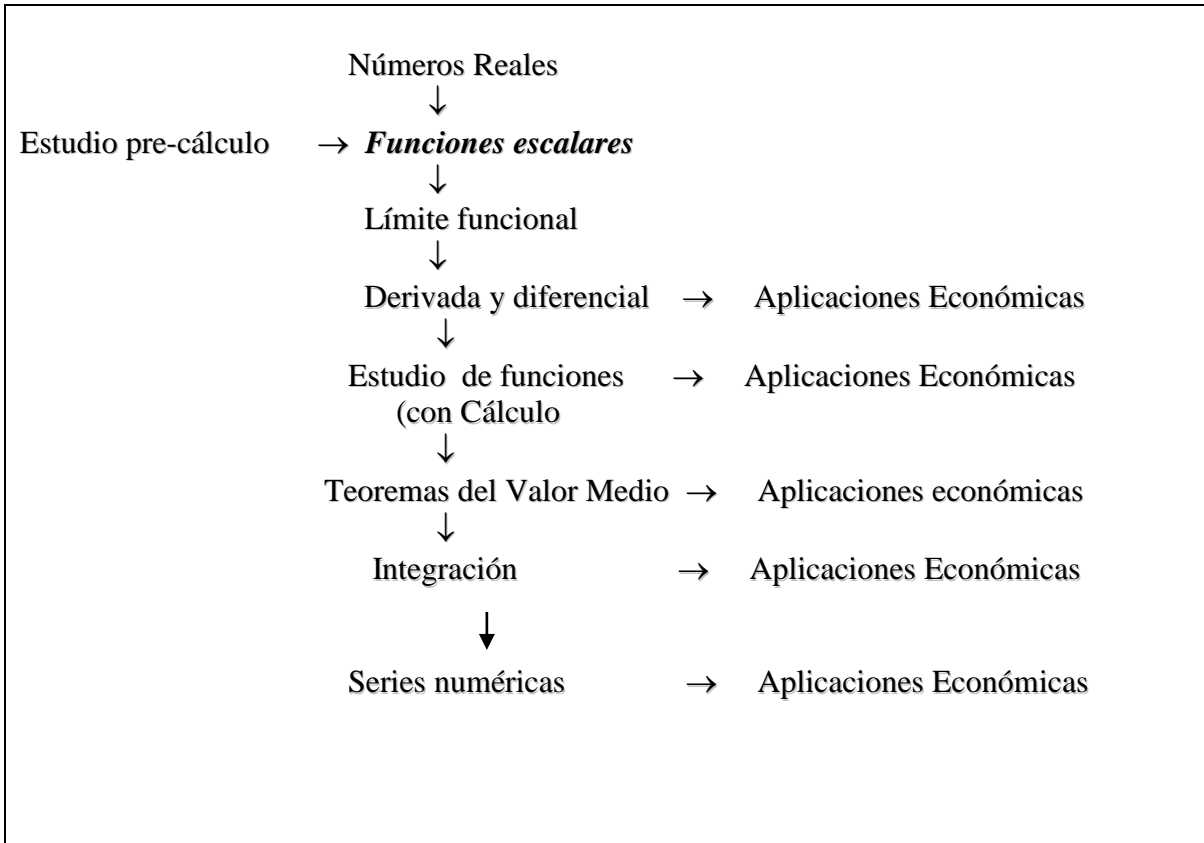 Números Reales
↓
Estudio pre-cálculo → Funciones escalares
↓
Límite funcional
↓
Derivada y diferencial → Aplicaciones Económicas
↓
Estudio de funciones → Aplicaciones Económicas
(con Cálculo
↓
Teoremas del Valor Medio → Aplicaciones económicas
↓
Integración → Aplicaciones Económicas
↓
Series numéricas → Aplicaciones Económicas